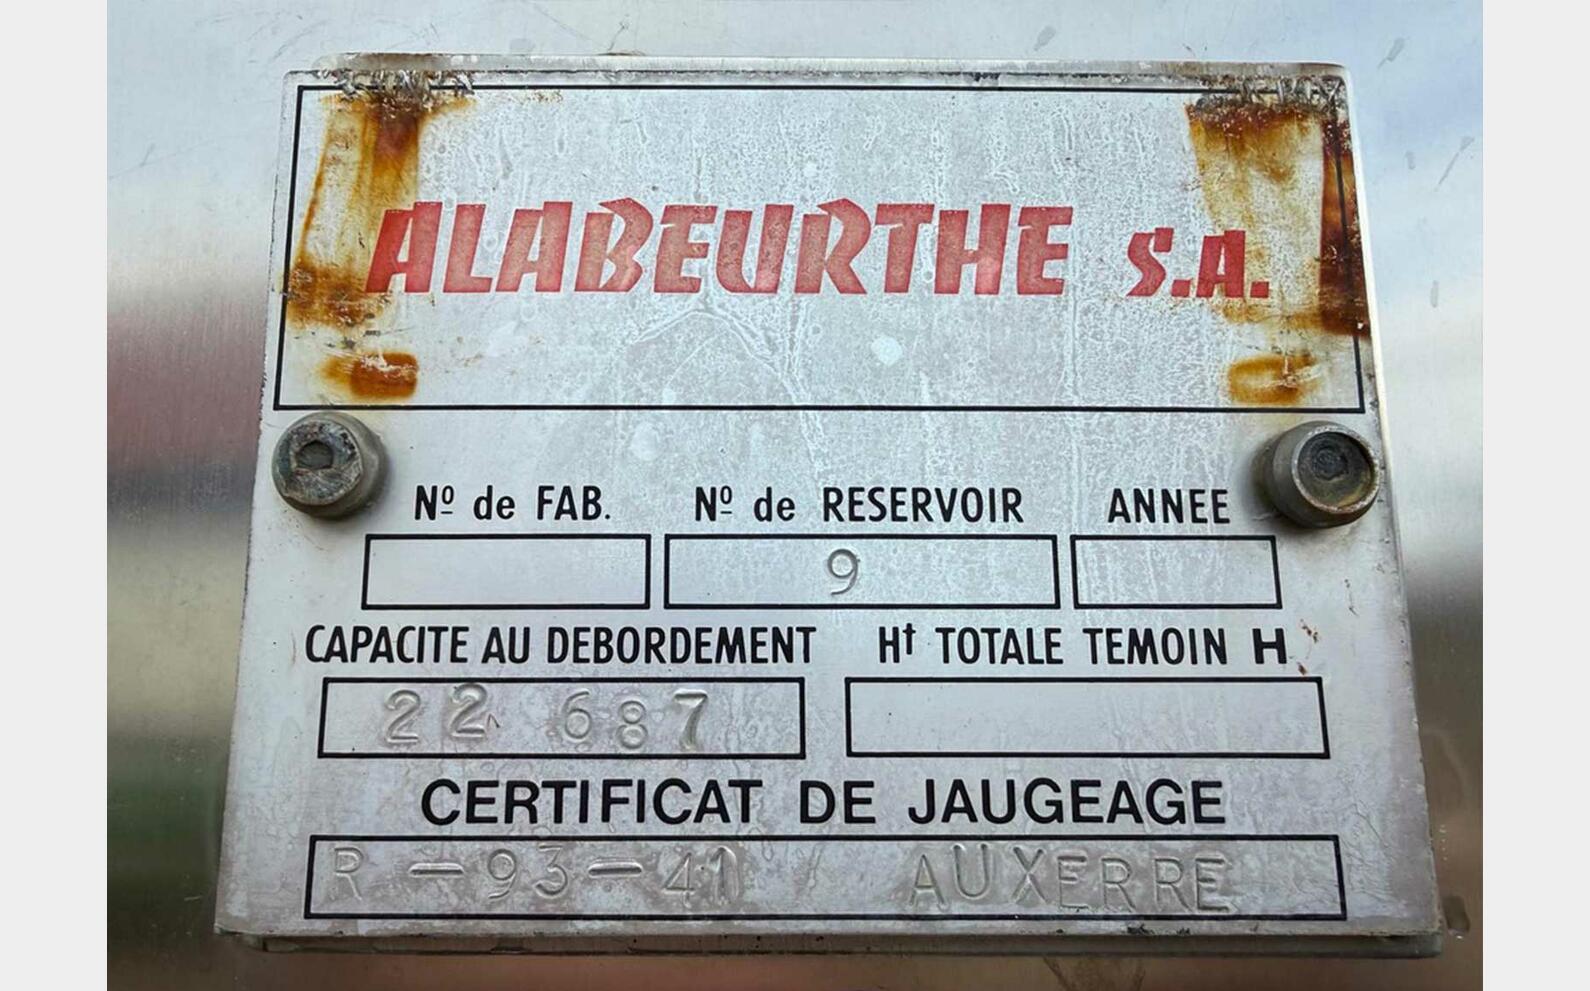 ALABEURTHE S.A.
Nº de FAB. Nº de RESERVOIR ANNEE
9
CAPACITE AU DEBORDEMENT Ht TOTALE TEMOIN H
22 687
CERTIFICAT DE JAUGEAGE
R - 93 - 41 AUXERRE